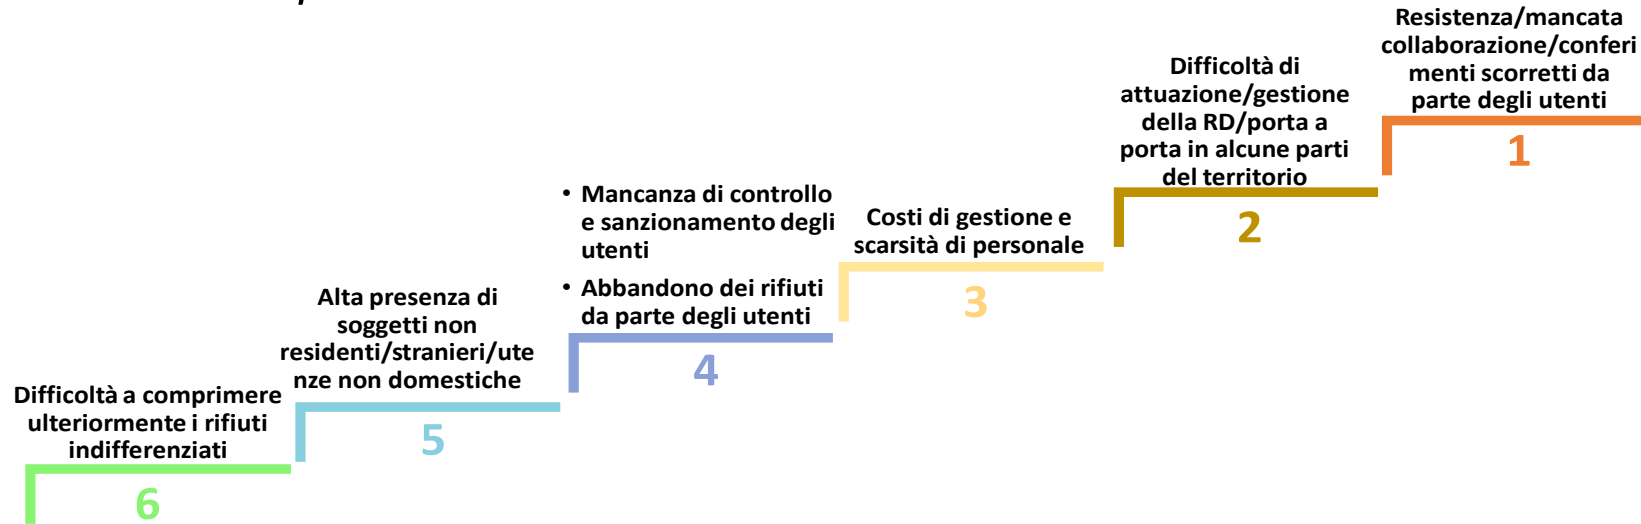 Resistenza/mancata
collaborazione/conferi
menti scorretti da
parte degli utenti
1
Difficoltà di
attuazione/gestione
della RD/porta a
porta in alcune parti
del territorio
2
Costi di gestione e
scarsità di personale
3
• Mancanza di controllo
e sanzionamento degli
utenti
• Abbandono dei rifiuti
da parte degli utenti
4
Alta presenza di
soggetti non
residenti/stranieri/ute
nze non domestiche
5
Difficoltà a comprimere
ulteriormente i rifiuti
indifferenziati
6